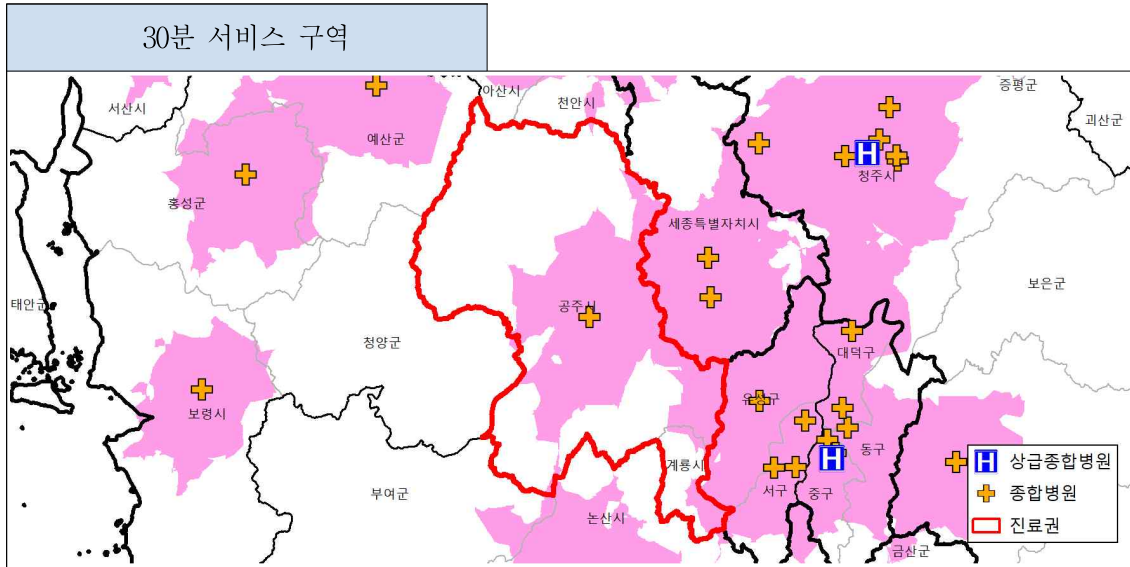 30분 서비스 구역
서산시
아산시
천안시
증평군
괴산군
예산군
청주시
홍성군
세종특별자치시
보은군
태안군
공주시
청양군
대덕구
보령시
유성구
동구
계룡시
서구
중구
부여군
논산시
금산군
H 상급종합병원
종합병원
진료권
H
H